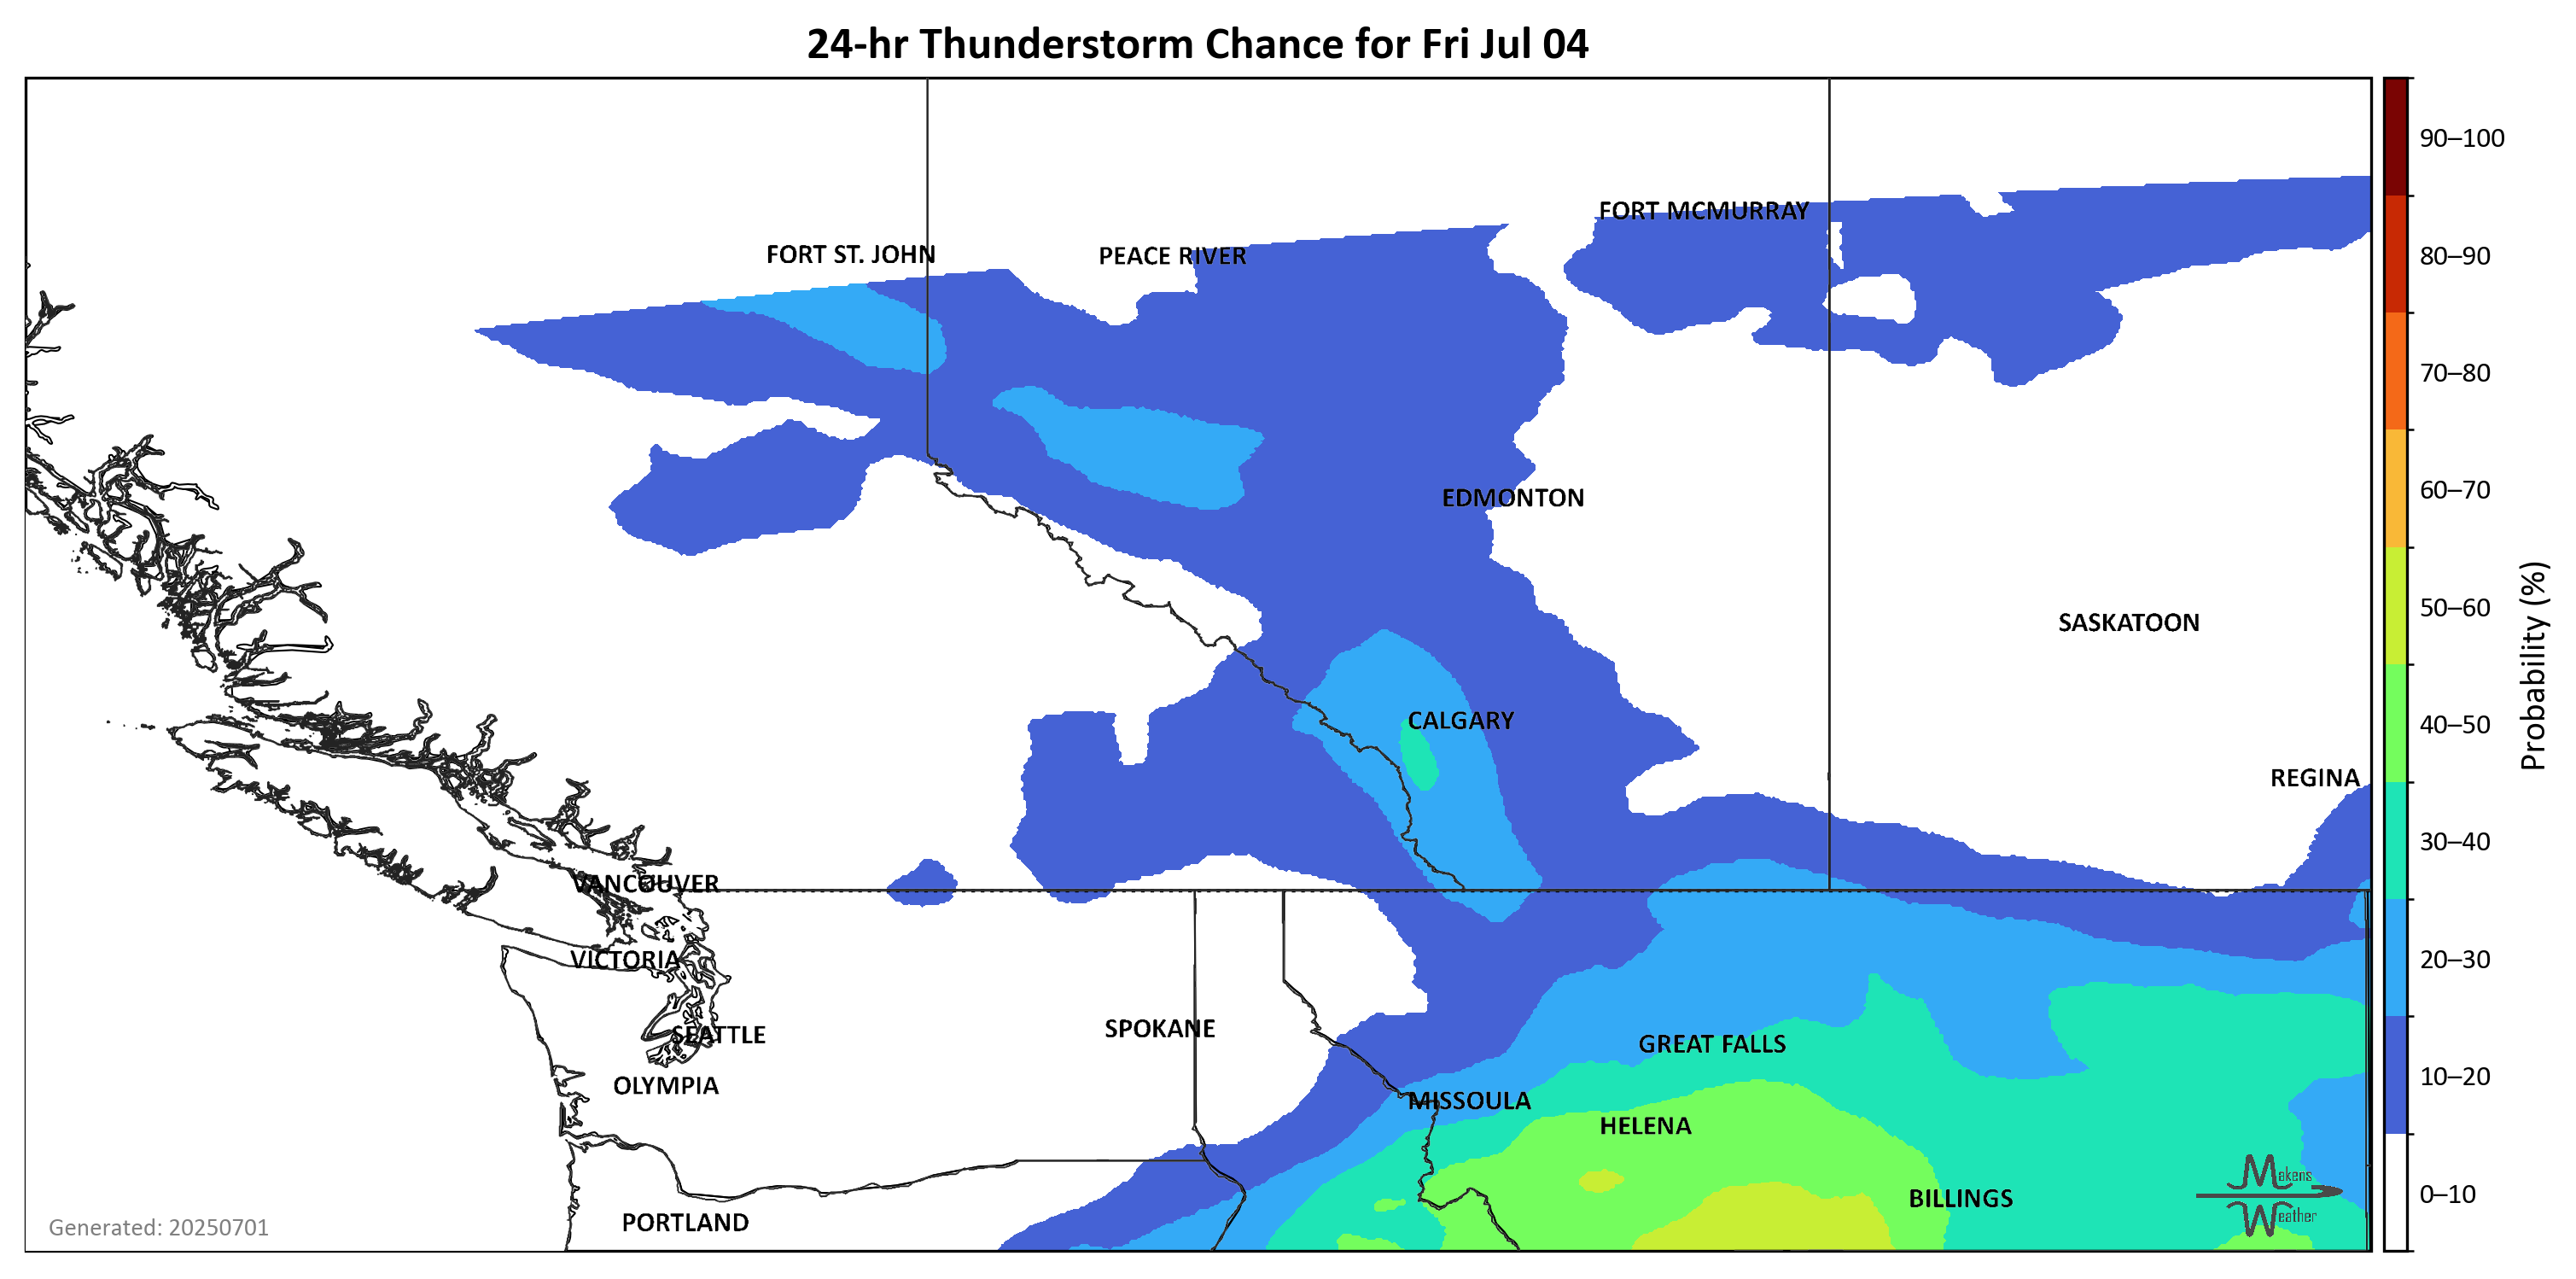 24-hr Thunderstorm Chance for Fri Jul 04
90–100
FORT MCMURRAY
FORT ST. JOHN
PEACE RIVER
80–90
70–80
60–70
EDMONTON
50–60
SASKATOON
Probability (%)
CALGARY
40–50
REGINA
30–40
VANCOUVER
VICTORIA
20–30
SPOKANE
SEATTLE
GREAT FALLS
10–20
OLYMPIA
MISSOULA
HELENA
Makens
0–10
BILLINGS
Weather
PORTLAND
Generated: 20250701